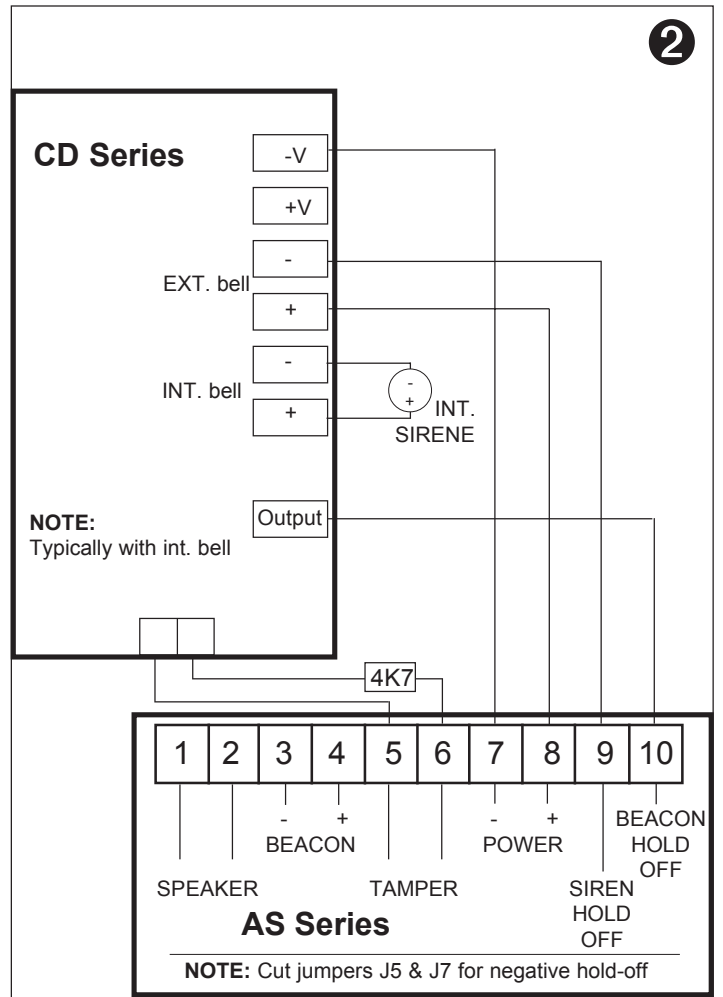 2
CD Series
-V
+V
-
EXT. bell
+
-
INT. bell
+
-
+
INT.
SIRENE
Output
NOTE:
Typically with int. bell
4K7
1 2 3 4 5 6 7 8 9 10
- + - +
BEACON
POWER
BEACON
HOLD
OFF
SPEAKER
TAMPER
SIREN
HOLD
OFF
AS Series
NOTE: Cut jumpers J5 & J7 for negative hold-off